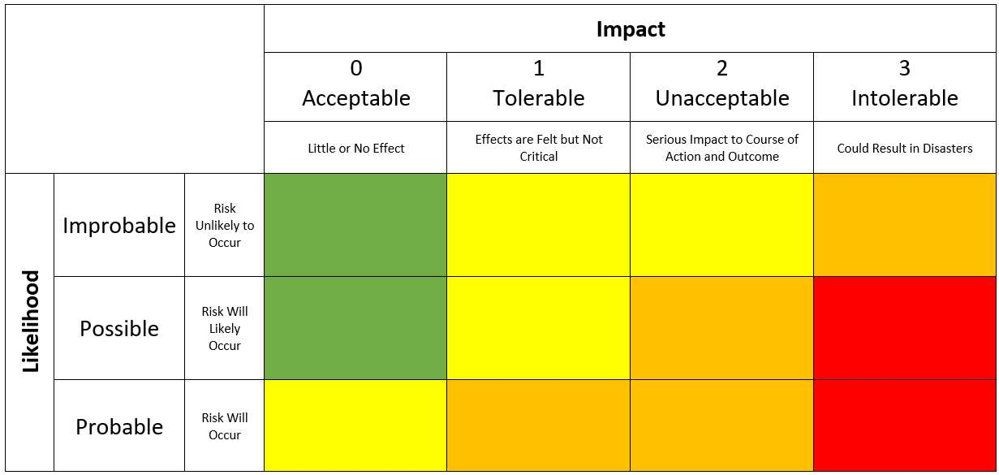 Impact
0
Acceptable
1
Tolerable
2
Unacceptable
3
Intolerable
Little or No Effect
Effects are Felt but Not
Critical
Serious Impact to Course of
Action and Outcome
Could Result in Disasters
Likelihood
Improbable
Risk
Unlikely to
Occur
Possible
Risk Will
Likely
Occur
Probable
Risk Will
Occur